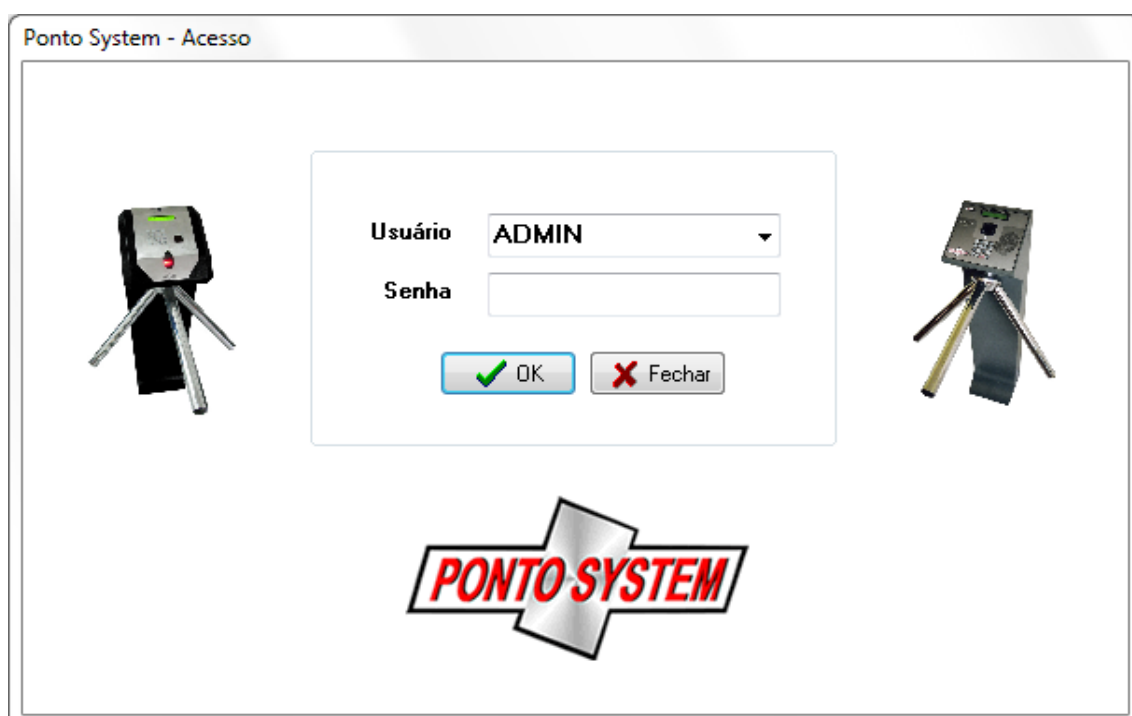 Ponto System - Acesso
Usuário ADMIN
Senha
OK Fechar
PONTO SYSTEM